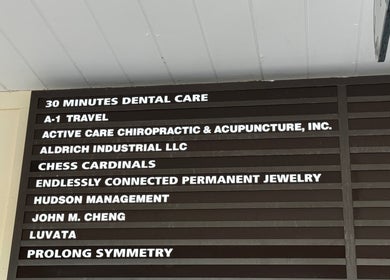 30 MINUTES DENTAL CARE
A-1 TRAVEL
ACTIVE CARE CHIROPRACTIC & ACUPUNCTURE, INC.
ALDRICH INDUSTRIAL LLC
CHESS CARDINALS
ENDLESSLY CONNECTED PERMANENT JEWELRY
HUDSON MANAGEMENT
JOHN M. CHENG
LUVATA
PROLONG SYMMETRY